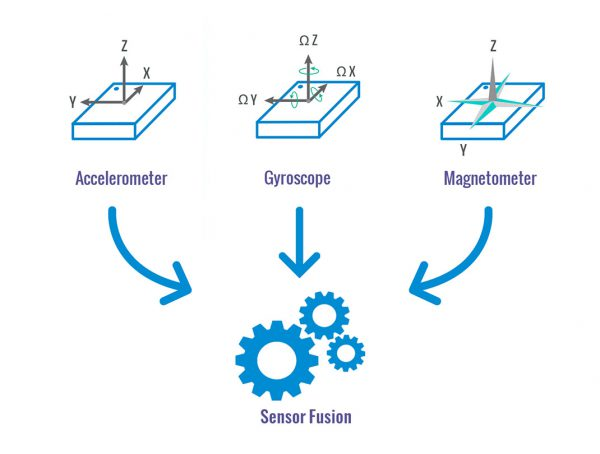 Z
X
Y
Accelerometer
Ω Z
Ω X
Ω Y
Gyroscope
Z
X
Y
Magnetometer
Sensor Fusion